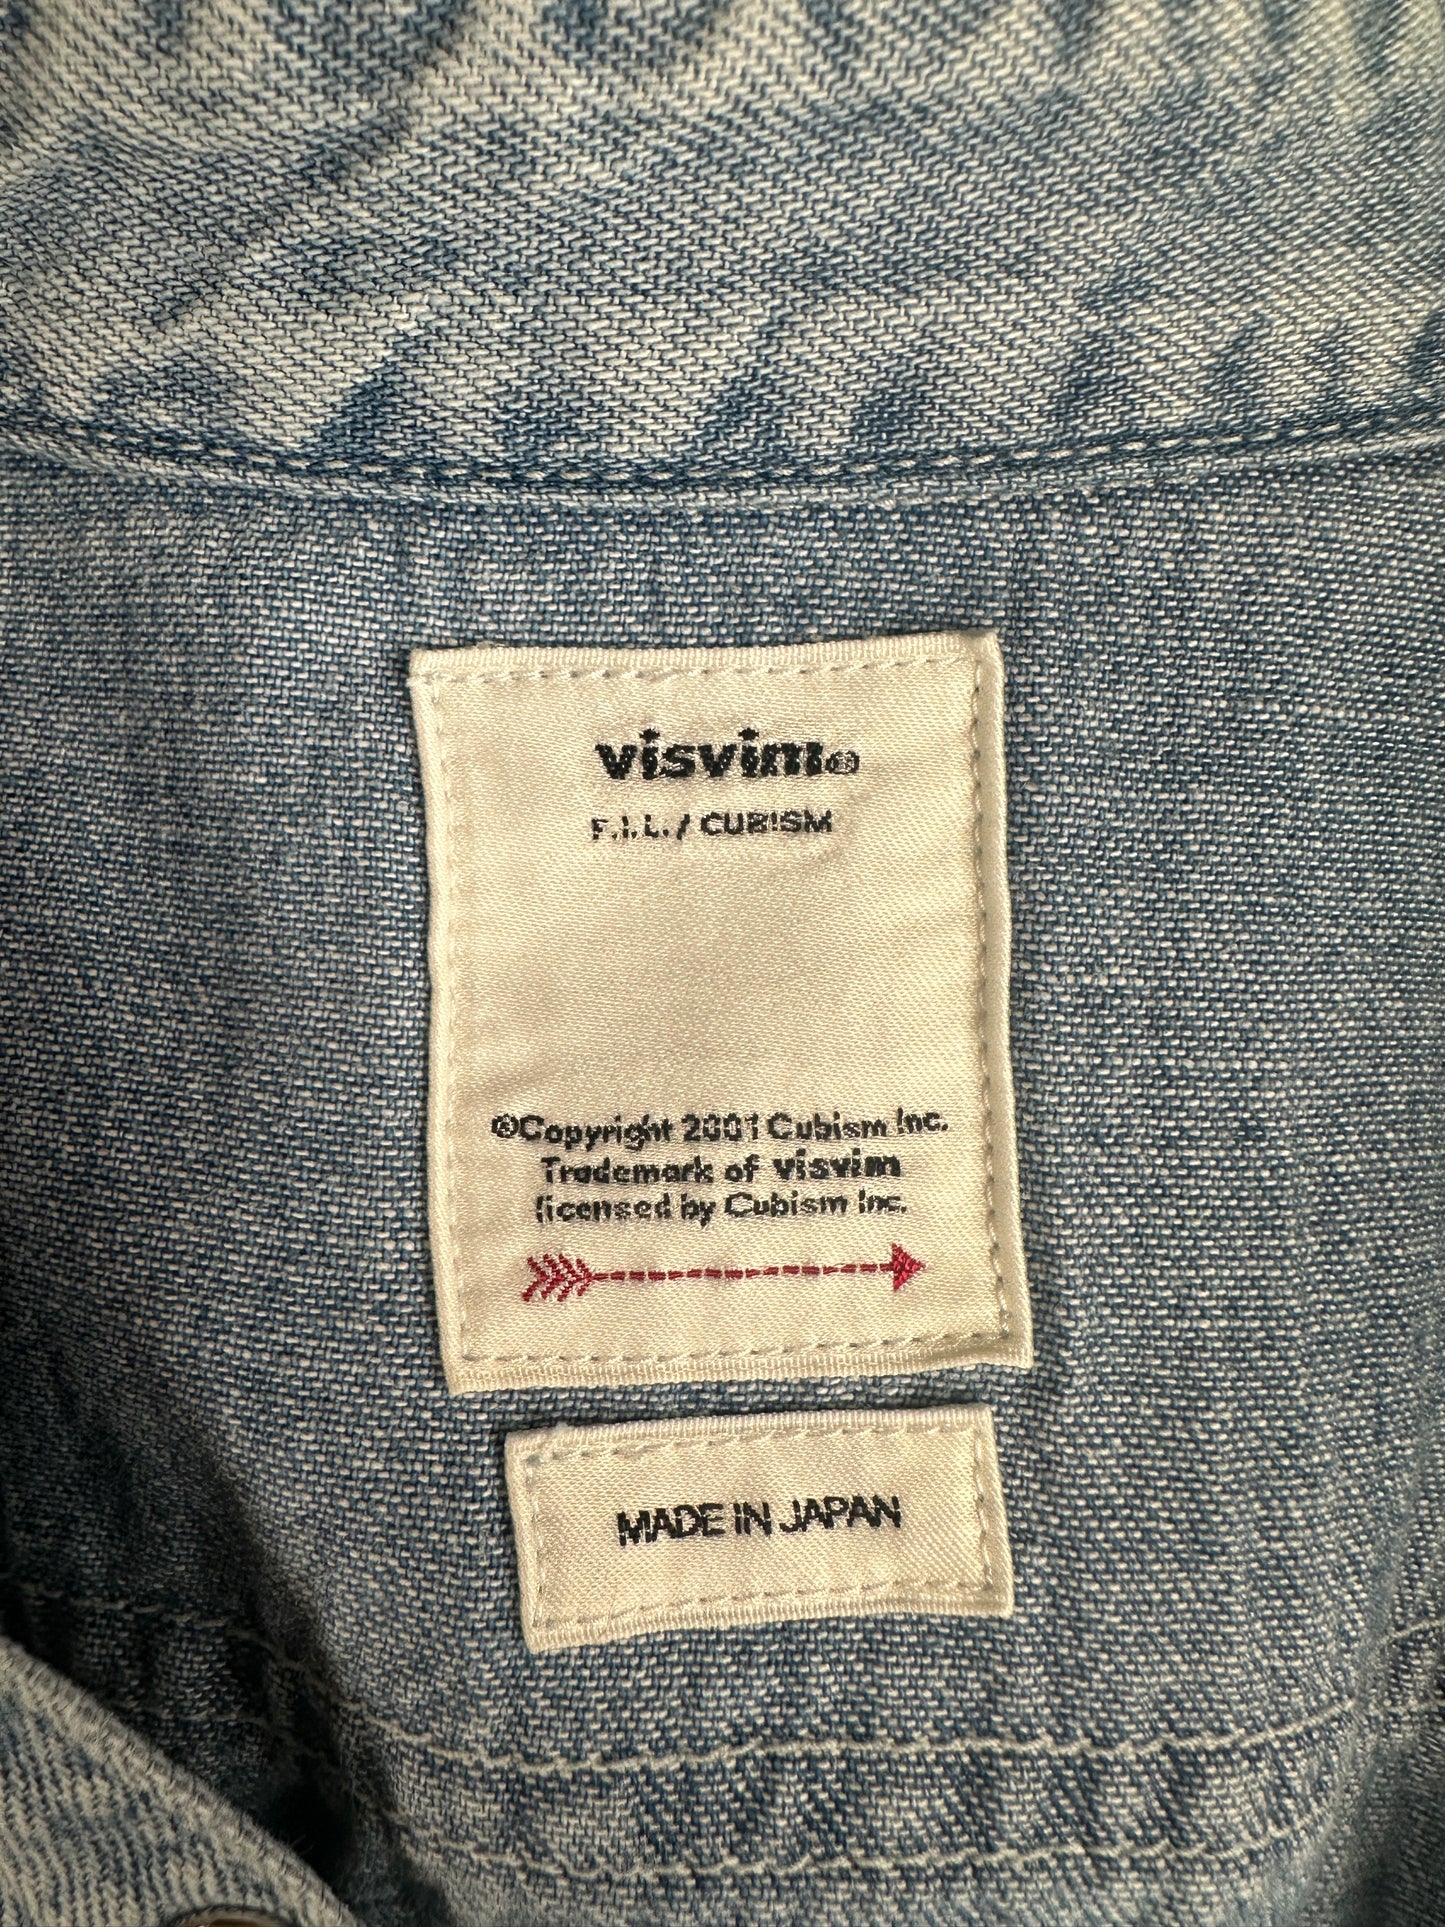 visvim®
F.I.L. / CUBISM
©Copyright 2001 Cubism Inc.
Trademark of visvim
licensed by Cubism Inc.
MADE IN JAPAN